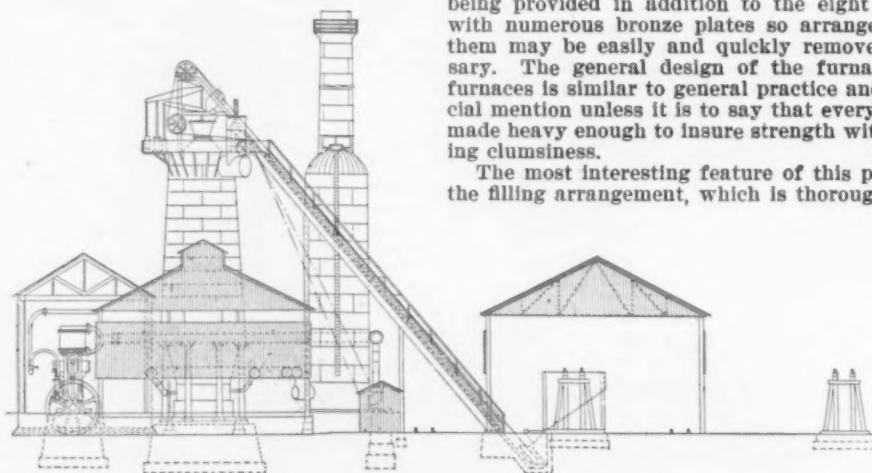 being provided in addition to the eight
with numerous bronze plates so arrange
them may be easily and quickly remove
sary. The general design of the furna
furnaces is similar to general practice and
cial mention unless it is to say that every
made heavy enough to insure strength wit
ing clumsiness.
The most interesting feature of this p
the filling arrangement, which is thoroug